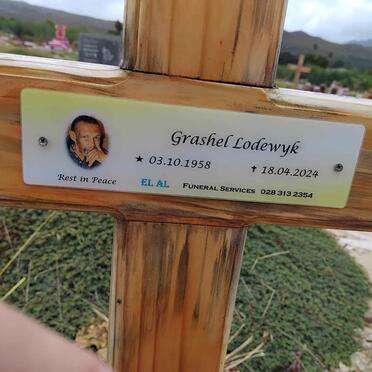 Grashel Lodewyk
★ 03.10.1958 ✝ 18.04.2024
Rest in Peace
EL AL FUNERAL SERVICES 028 313 2354